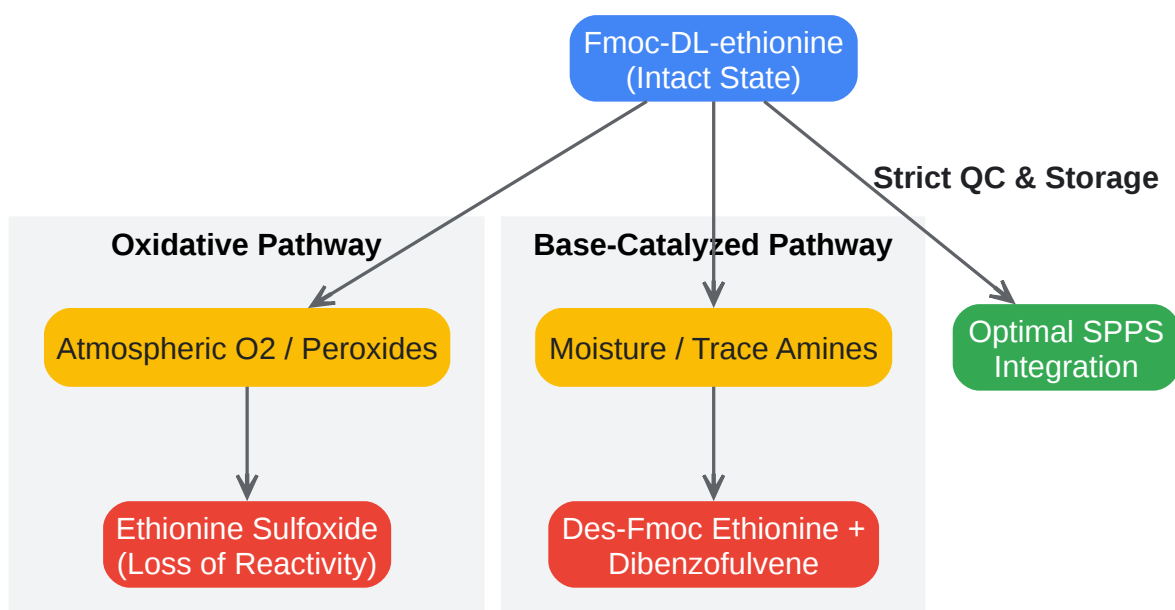 Fmoc-DL-ethionine
(Intact State)
Strict QC & Storage
Oxidative Pathway
Base-Catalyzed Pathway
Atmospheric O2 / Peroxides
Moisture / Trace Amines
Optimal SPPS
Integration
Ethionine Sulfoxide
(Loss of Reactivity)
Des-Fmoc Ethionine +
Dibenzofulvene